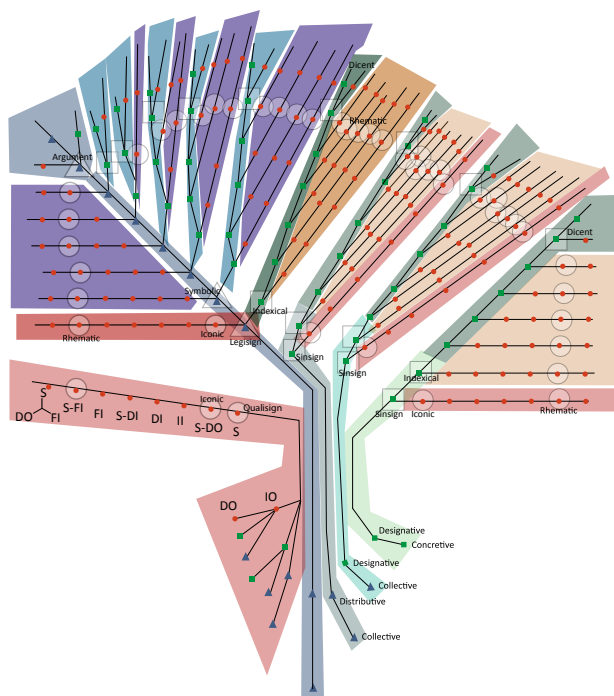 Dicent
Rhematic
Argument
Symbolic
Indexical
Legisign
Iconic
Rhematic
Sinsign
Sinsign
Dicent
Indexical
Sinsign
Iconic
Rhematic
S
DO
FI
S-FI
FI
S-DI
DI
II
Iconic
S-DO
Qualisign
S
DO
IO
Designative
Concretive
Designative
Collective
Distributive
Collective